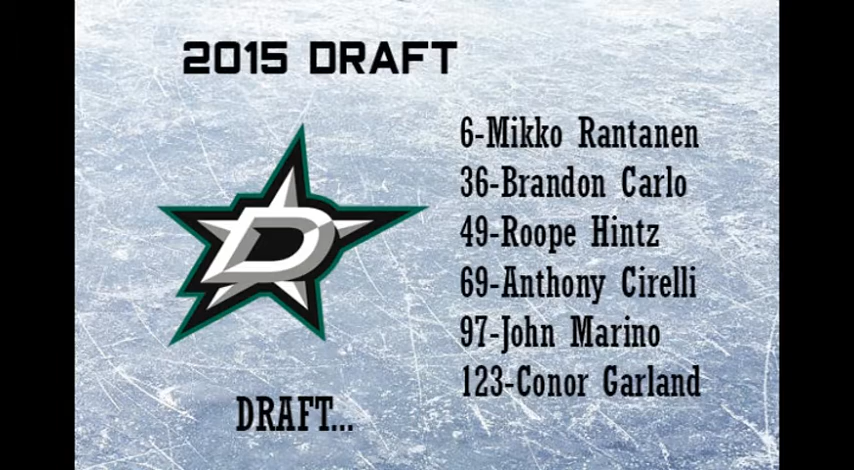 2015 DRAFT
D
6-Mikko Rantanen
36-Brandon Carlo
49-Roope Hintz
69-Anthony Cirelli
97-John Marino
123-Conor Garland
DRAFT...